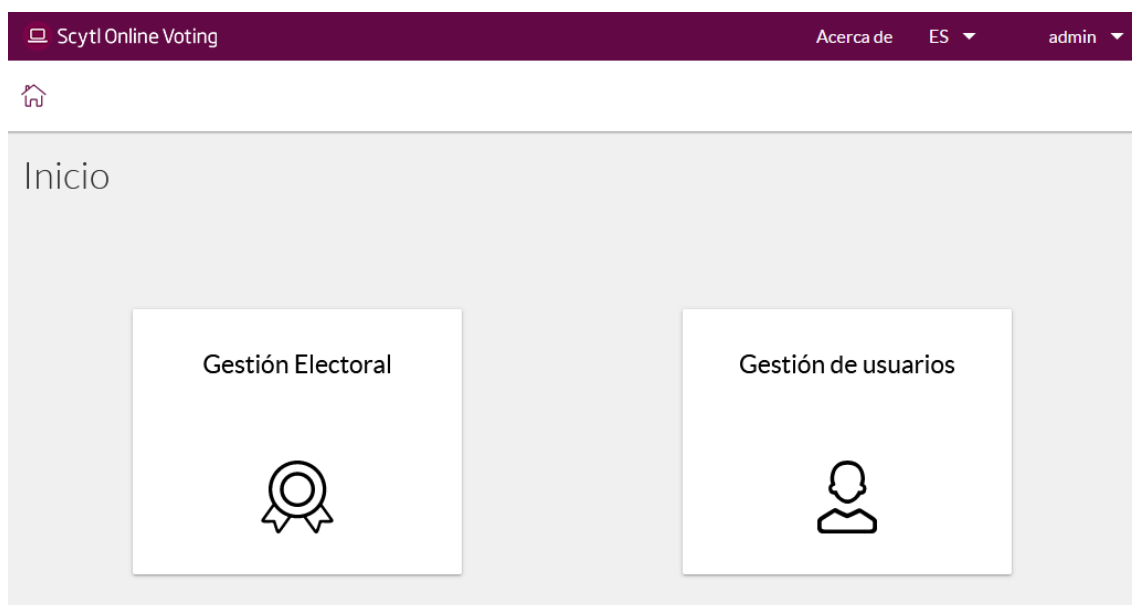 Scytl Online Voting Acerca de ES admin
Inicio
Gestión Electoral Gestión de usuarios